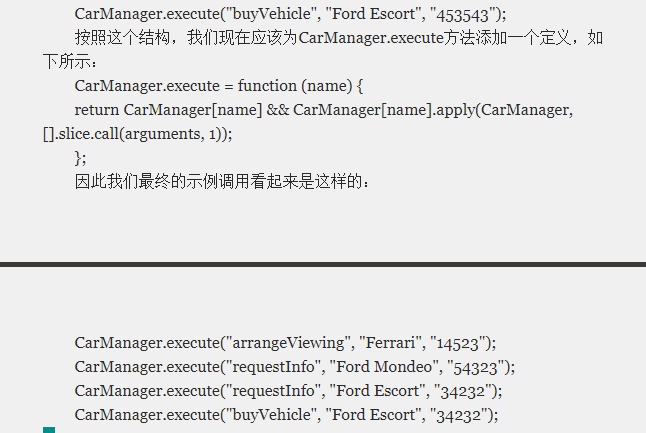 CarManager.execute("buyVehicle", "Ford Escort", "453543");
按照这个结构，我们现在应该为CarManager.execute方法添加一个定义，如
下所示：
CarManager.execute = function (name) {
return CarManager[name] && CarManager[name].apply(CarManager,
[].slice.call(arguments, 1));
};
因此我们最终的示例调用看起来是这样的：
CarManager.execute("arrangeViewing", "Ferrari", "14523");
CarManager.execute("requestInfo", "Ford Mondeo", "54323");
CarManager.execute("requestInfo", "Ford Escort", "34232");
CarManager.execute("buyVehicle", "Ford Escort", "34232");